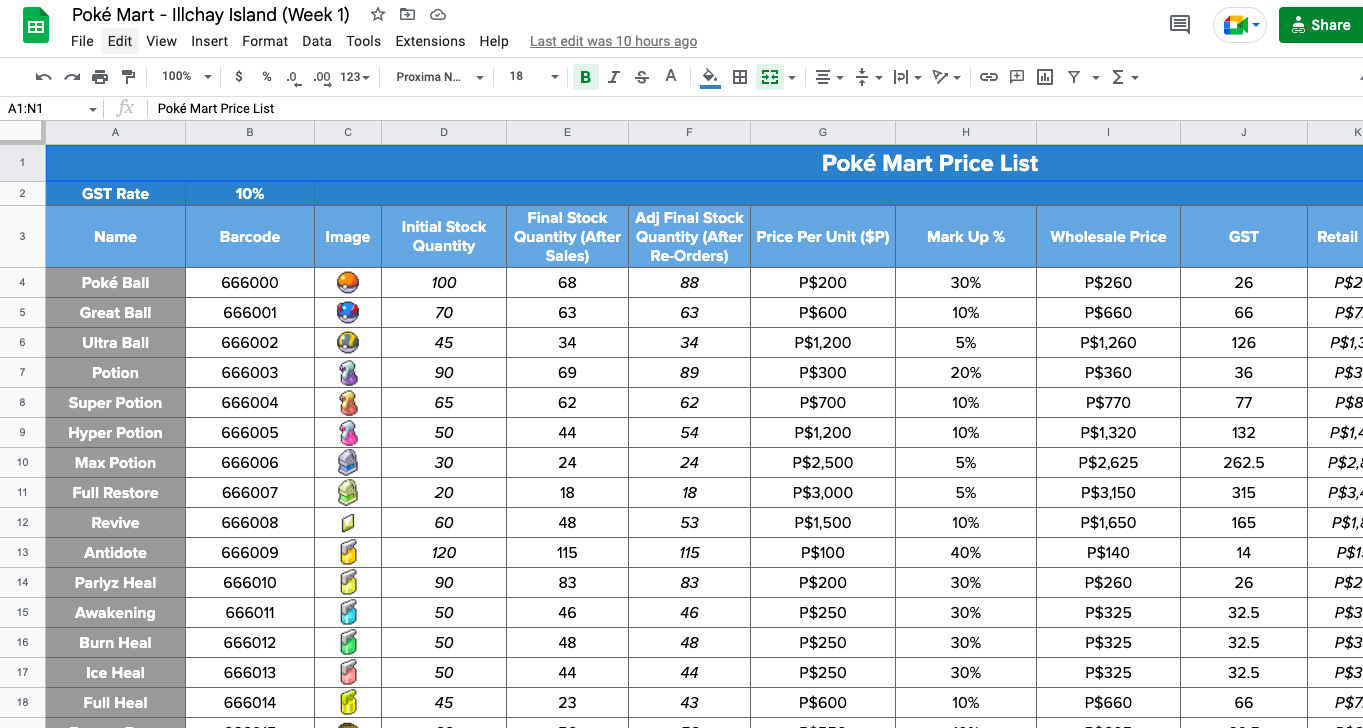 Poké Mart - Illchay Island (Week 1)
File Edit View Insert Format Data Tools Extensions Help Last edit was 10 hours ago
Share
100% $ % .0 .00 123 Proxima N... 18 B I S A
A1:N1 fx Poké Mart Price List
A B C D E F G H I J K
1 Poké Mart Price List
2 GST Rate 10%
3 Name Barcode Image Initial Stock Quantity Final Stock Quantity (After Sales) Adj Final Stock Quantity (After Re-Orders) Price Per Unit ($P) Mark Up % Wholesale Price GST Retail
4 Poké Ball 666000 100 68 88 P$200 30% P$260 26 P$2
5 Great Ball 666001 70 63 63 P$600 10% P$660 66 P$7
6 Ultra Ball 666002 45 34 34 P$1,200 5% P$1,260 126 P$1,3
7 Potion 666003 90 69 89 P$300 20% P$360 36 P$3
8 Super Potion 666004 65 62 62 P$700 10% P$770 77 P$8
9 Hyper Potion 666005 50 44 54 P$1,200 10% P$1,320 132 P$1,4
10 Max Potion 666006 30 24 24 P$2,500 5% P$2,625 262.5 P$2,8
11 Full Restore 666007 20 18 18 P$3,000 5% P$3,150 315 P$3,4
12 Revive 666008 60 48 53 P$1,500 10% P$1,650 165 P$1,8
13 Antidote 666009 120 115 115 P$100 40% P$140 14 P$1
14 Parlyz Heal 666010 90 83 83 P$200 30% P$260 26 P$2
15 Awakening 666011 50 46 46 P$250 30% P$325 32.5 P$3
16 Burn Heal 666012 50 48 48 P$250 30% P$325 32.5 P$3
17 Ice Heal 666013 50 44 44 P$250 30% P$325 32.5 P$3
18 Full Heal 666014 45 23 43 P$600 10% P$660 66 P$7